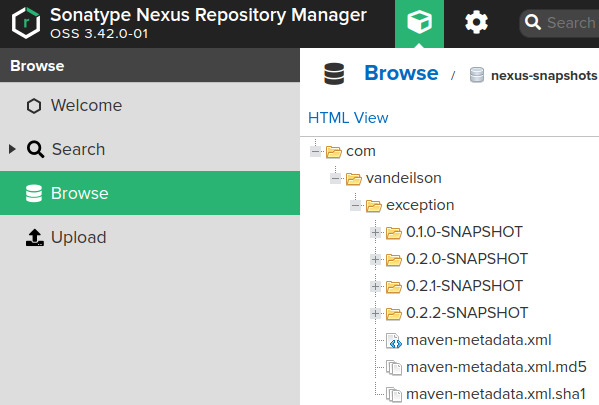 Sonatype Nexus Repository Manager
OSS 3.42.0-01
Search
Browse
Welcome
Search
Browse
Upload
Browse / nexus-snapshots
HTML View
com
vandeilson
exception
0.1.0-SNAPSHOT
0.2.0-SNAPSHOT
0.2.1-SNAPSHOT
0.2.2-SNAPSHOT
maven-metadata.xml
maven-metadata.xml.md5
maven-metadata.xml.sha1